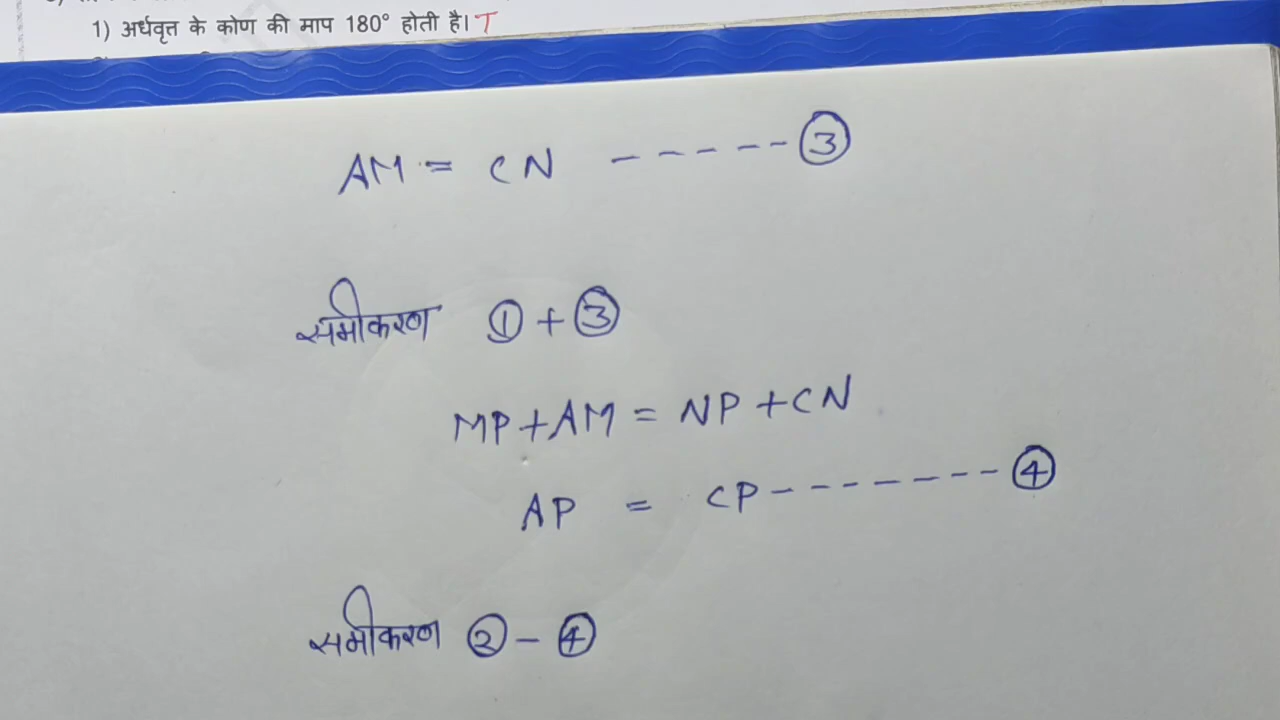 1) अर्धवृत्त के कोण की माप 180° होती है। T
AM = CN ------ ③
समीकरण ① + ③
MP + AM = NP + CN
AP = CP -------- ④
समीकरण ② - ④